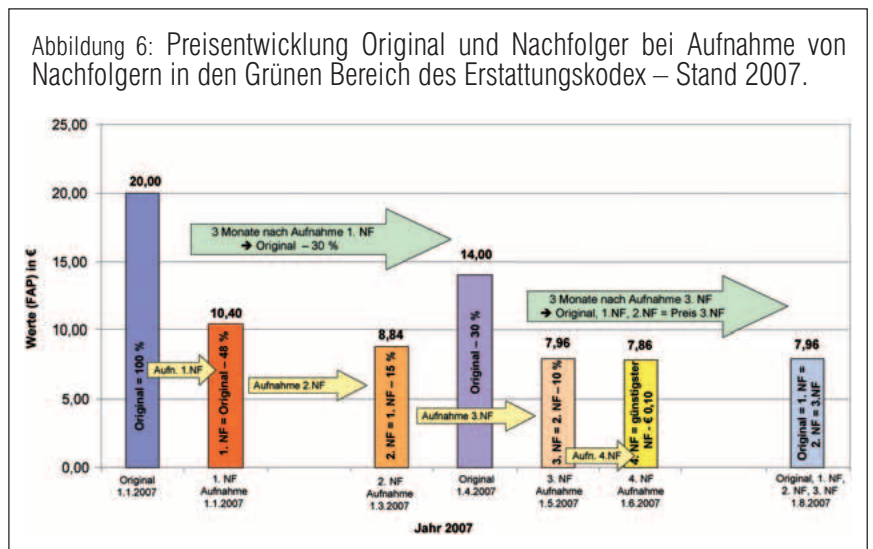 Abbildung 6: Preisentwicklung Original und Nachfolger bei Aufnahme von
Nachfolgern in den Grünen Bereich des Erstattungskodex – Stand 2007.
Werte (FAP) in €
25,00
20,00
15,00
10,00
5,00
0,00
20,00
Original = 100 %
Aufn. 1.NF
10,40
1. NF = Original – 48 %
3 Monate nach Aufnahme 1. NF
➔ Original – 30 %
Aufnahme 2.NF
8,84
2. NF = 1. NF – 15 %
Aufnahme 3.NF
14,00
Original – 30 %
3 Monate nach Aufnahme 3. NF
➔ Original, 1.NF, 2.NF = Preis 3.NF
7,96
3. NF = 2. NF – 10 %
Aufn. 4.NF
7,86
4. NF = günstigster
NF - € 0,10
7,96
Original = 1. NF =
2. NF = 3.NF
Original
1.1.2007
1. NF
Aufnahme
1.1.2007
2. NF
Aufnahme
1.3.2007
Original
1.4.2007
3. NF
Aufnahme
1.5.2007
4. NF
Aufnahme
1.6.2007
Original, 1. NF,
2. NF, 3. NF
1.8.2007
Jahr 2007